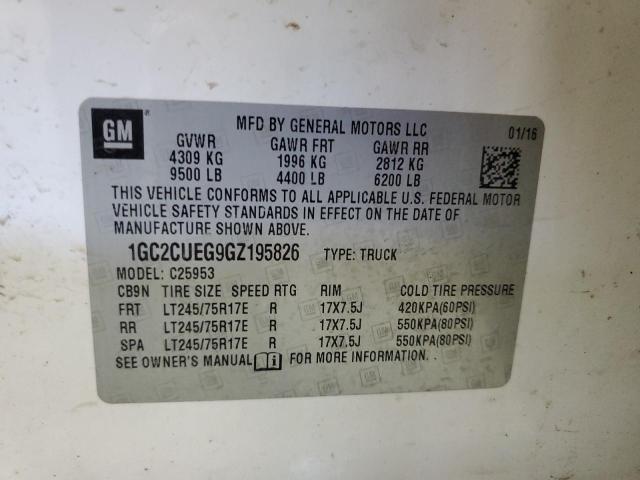 GM
MFD BY GENERAL MOTORS LLC 01/16
GVWR GAWR FRT GAWR RR
4309 KG 1996 KG 2812 KG
9500 LB 4400 LB 6200 LB
THIS VEHICLE CONFORMS TO ALL APPLICABLE U.S. FEDERAL MOTOR
VEHICLE SAFETY STANDARDS IN EFFECT ON THE DATE OF
MANUFACTURE SHOWN ABOVE.
1GC2CUEG9GZ195826 TYPE: TRUCK
MODEL: C25953
CB9N TIRE SIZE SPEED RTG RIM COLD TIRE PRESSURE
FRT LT245/75R17E R 17X7.5J 420KPA(60PSI)
RR LT245/75R17E R 17X7.5J 550KPA(80PSI)
SPA LT245/75R17E R 17X7.5J 550KPA(80PSI)
SEE OWNER'S MANUAL FOR MORE INFORMATION.